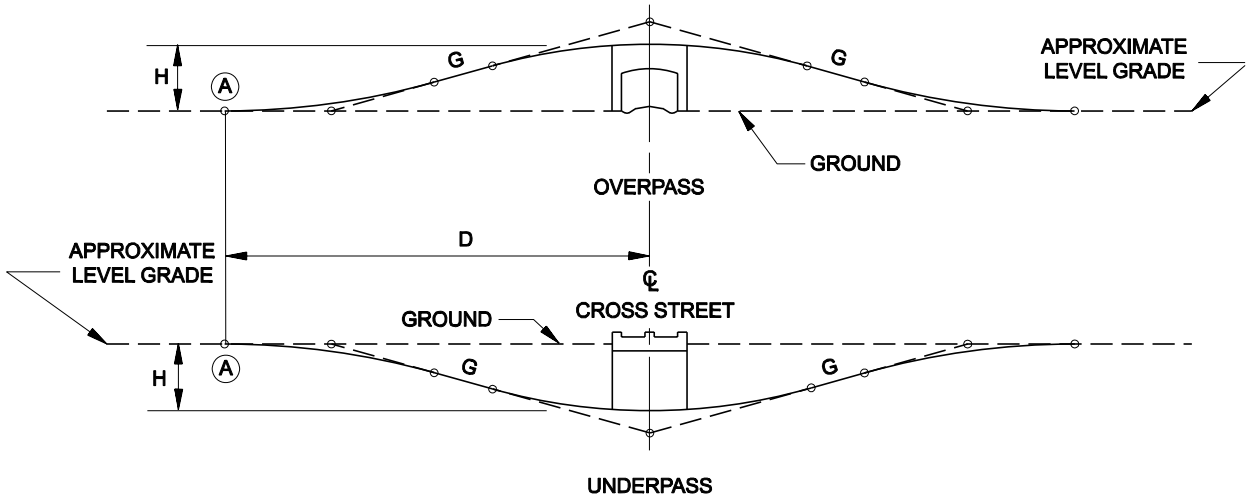 H
A
G
G
APPROXIMATE
LEVEL GRADE
GROUND
OVERPASS
D
APPROXIMATE
LEVEL GRADE
℄
CROSS STREET
GROUND
H
A
G
G
UNDERPASS